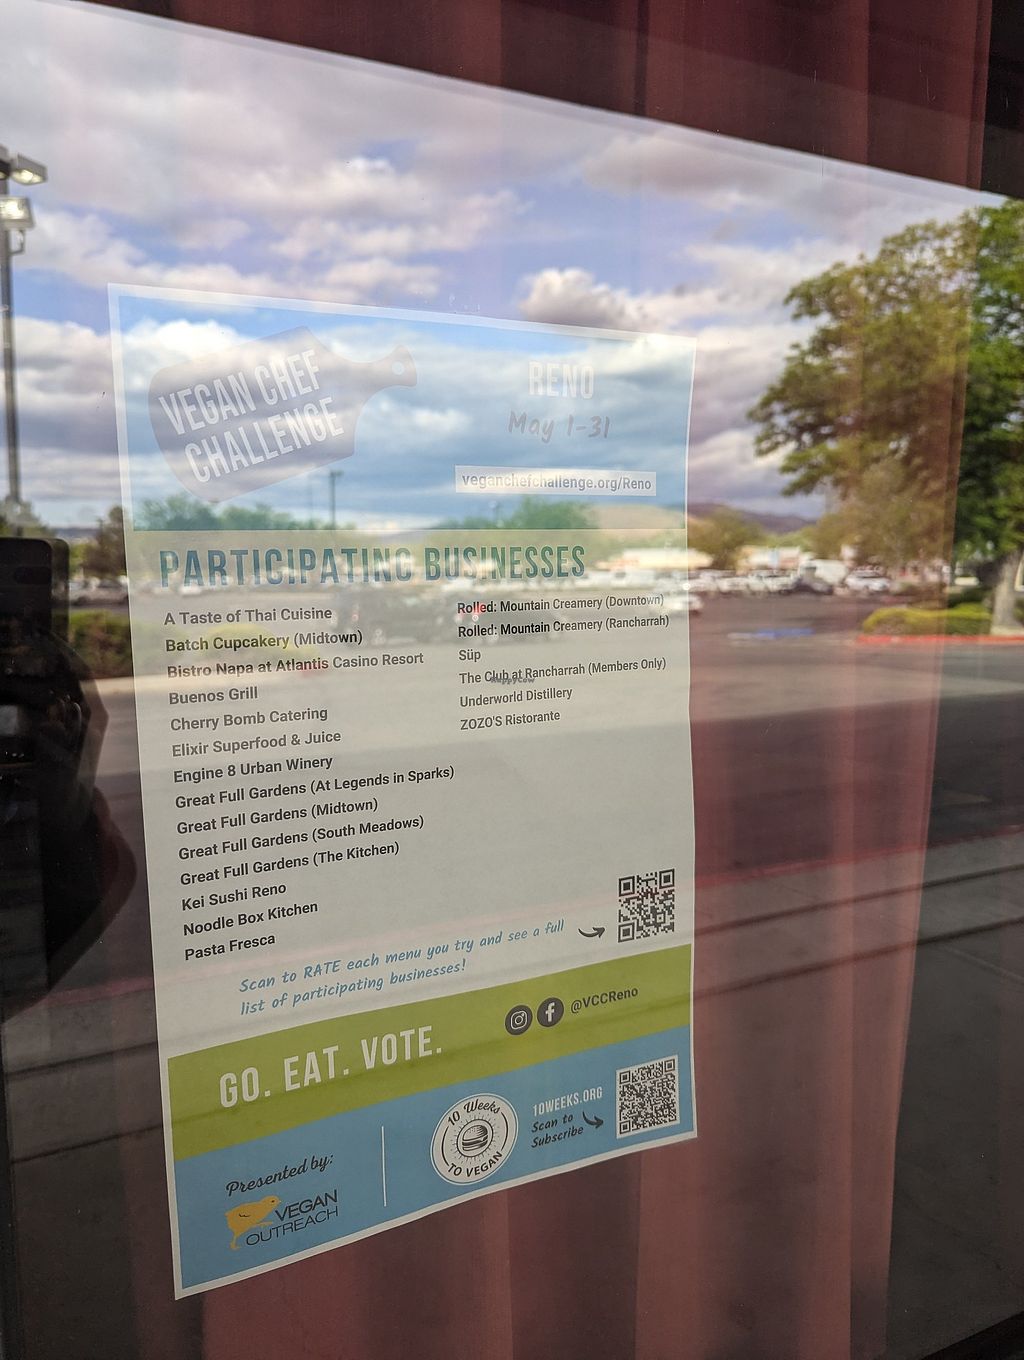 VEGAN CHEF
CHALLENGE
RENO
May 1-31
veganchefchallenge.org/Reno
PARTICIPATING BUSINESSES
A Taste of Thai Cuisine
Batch Cupcakery (Midtown)
Bistro Napa at Atlantis Casino Resort
Buenos Grill
Cherry Bomb Catering
Elixir Superfood & Juice
Engine 8 Urban Winery
Great Full Gardens (At Legends in Sparks)
Great Full Gardens (Midtown)
Great Full Gardens (South Meadows)
Great Full Gardens (The Kitchen)
Kei Sushi Reno
Noodle Box Kitchen
Pasta Fresca
Rolled: Mountain Creamery (Downtown)
Rolled: Mountain Creamery (Rancharrah)
Süp
The Club at Rancharrah (Members Only)
HappyCow
Underworld Distillery
ZOZO'S Ristorante
Scan to RATE each menu you try and see a full
list of participating businesses!
GO. EAT. VOTE.
@VCCReno
Presented by:
VEGAN
OUTREACH
10 Weeks
TO VEGAN
10WEEKS.ORG
Scan to
Subscribe